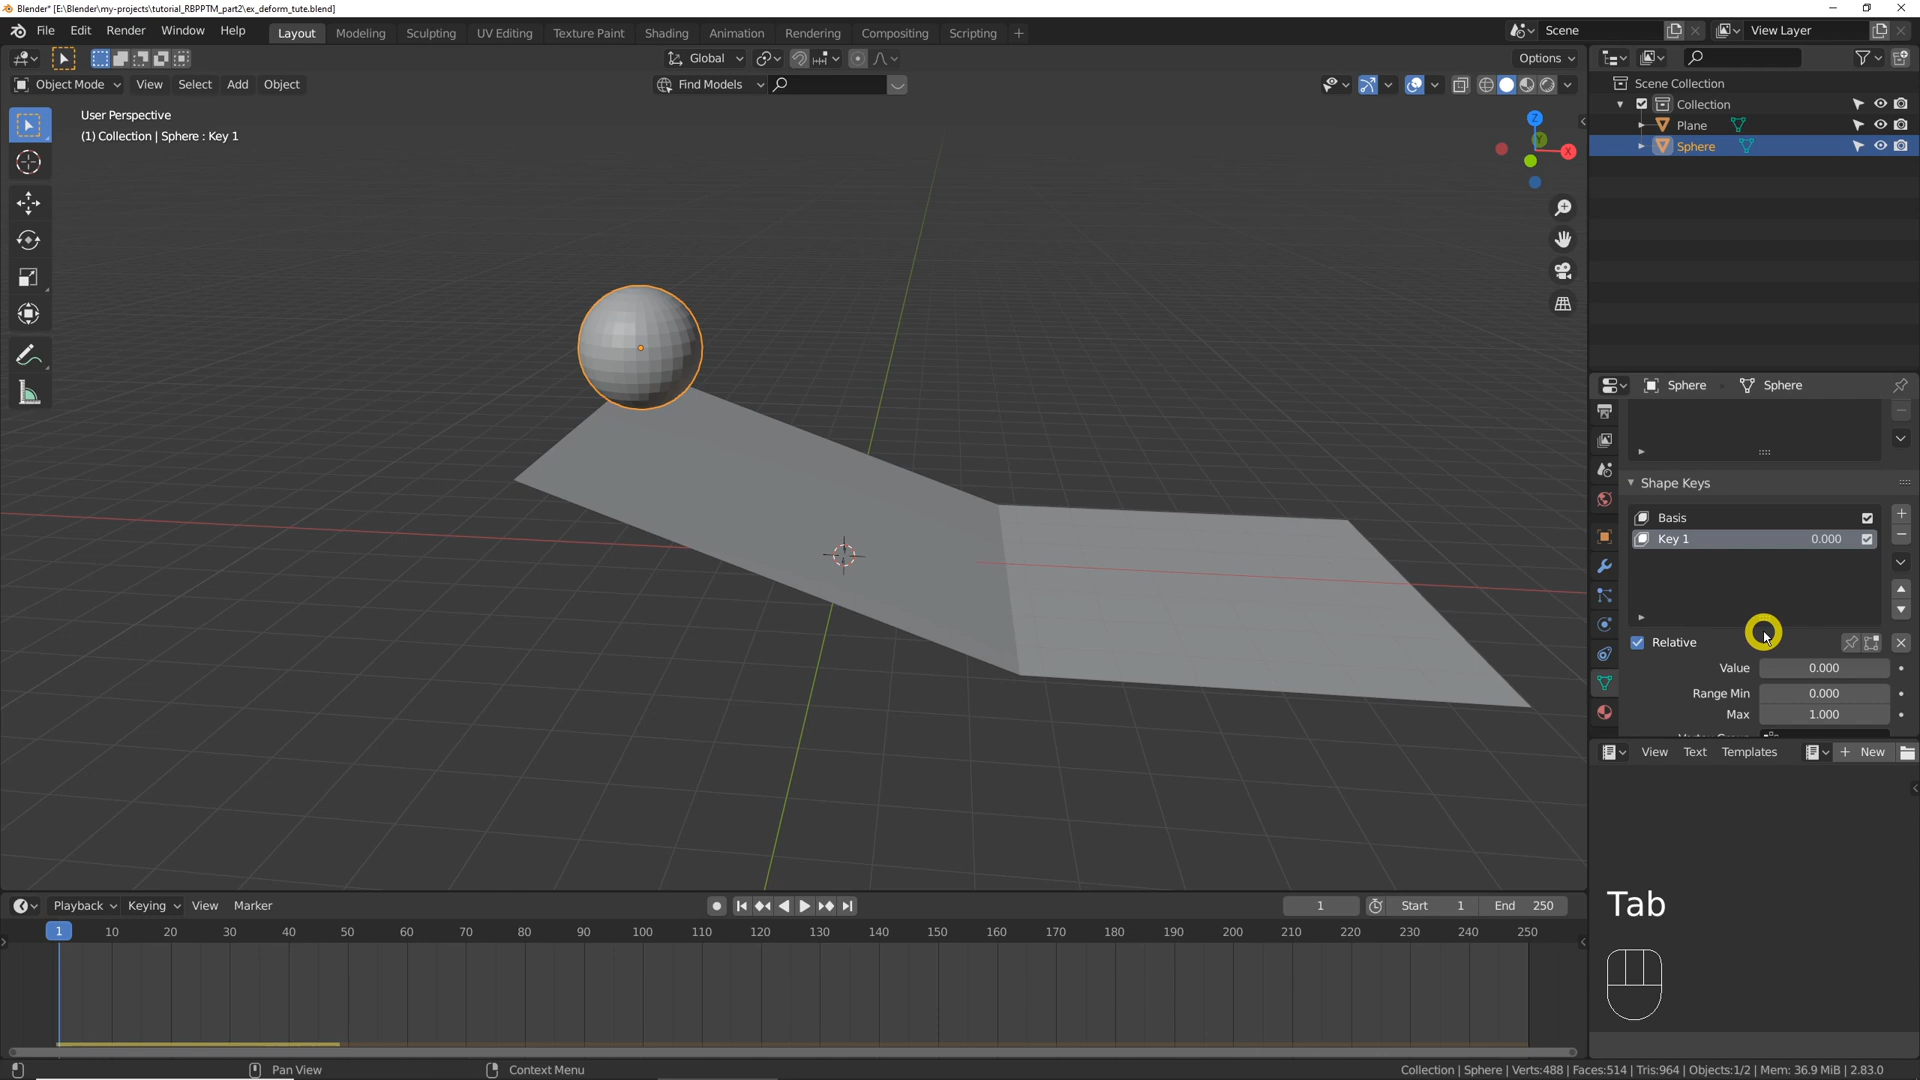 Blender* [E:\Blender\my-projects\tutorial_RBPPTM_part2\ex_deform_tute.blend]
File Edit Render Window Help Layout Modeling Sculpting UV Editing Texture Paint Shading Animation Rendering Compositing Scripting + Scene View Layer
Global Options
Object Mode View Select Add Object Find Models
User Perspective
(1) Collection | Sphere : Key 1
Z
Y
X
Scene Collection
Collection
Plane
Sphere
Sphere Sphere
Shape Keys
Basis
Key 1 0.000
Relative
Value 0.000
Range Min 0.000
Max 1.000
View Text Templates + New
Tab
Playback Keying View Marker 1 Start 1 End 250
1 10 20 30 40 50 60 70 80 90 100 110 120 130 140 150 160 170 180 190 200 210 220 230 240 250
Pan View Context Menu Collection | Sphere | Verts:488 | Faces:514 | Tris:964 | Objects:1/2 | Mem: 36.9 MiB | 2.83.0